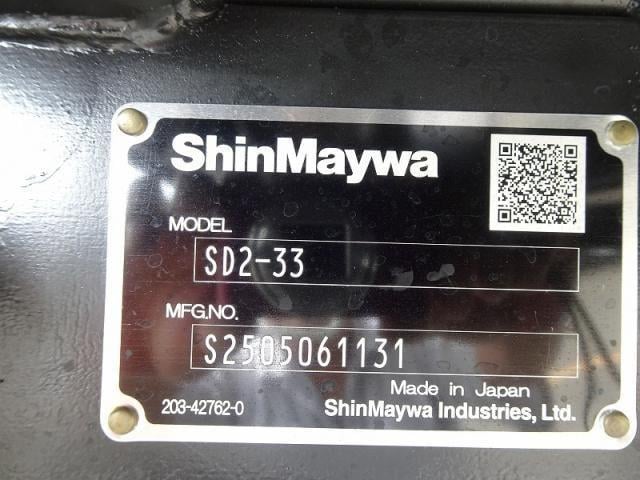 ShinMaywa
MODEL
SD2-33
MFG.NO.
S2505061131
Made in Japan
203-42762-0
ShinMaywa Industries, Ltd.